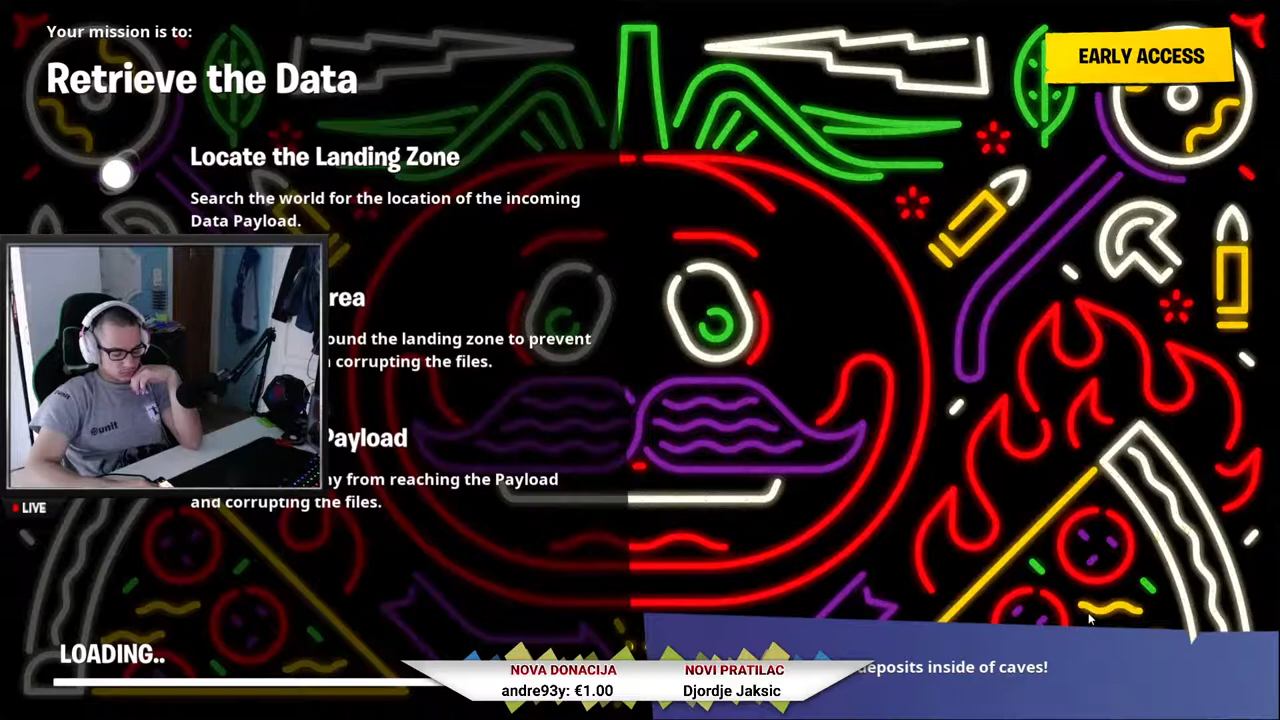 Your mission is to:
Retrieve the Data
EARLY ACCESS
Locate the Landing Zone
Search the world for the location of the incoming
Data Payload.
rea
ound the landing zone to prevent
corrupting the files.
Payload
y from reaching the Payload
and corrupting the files.
@unit
LIVE
LOADING..
deposits inside of caves!
NOVA DONACIJA
andre93y: €1.00
NOVI PRATILAC
Djordje Jaksic